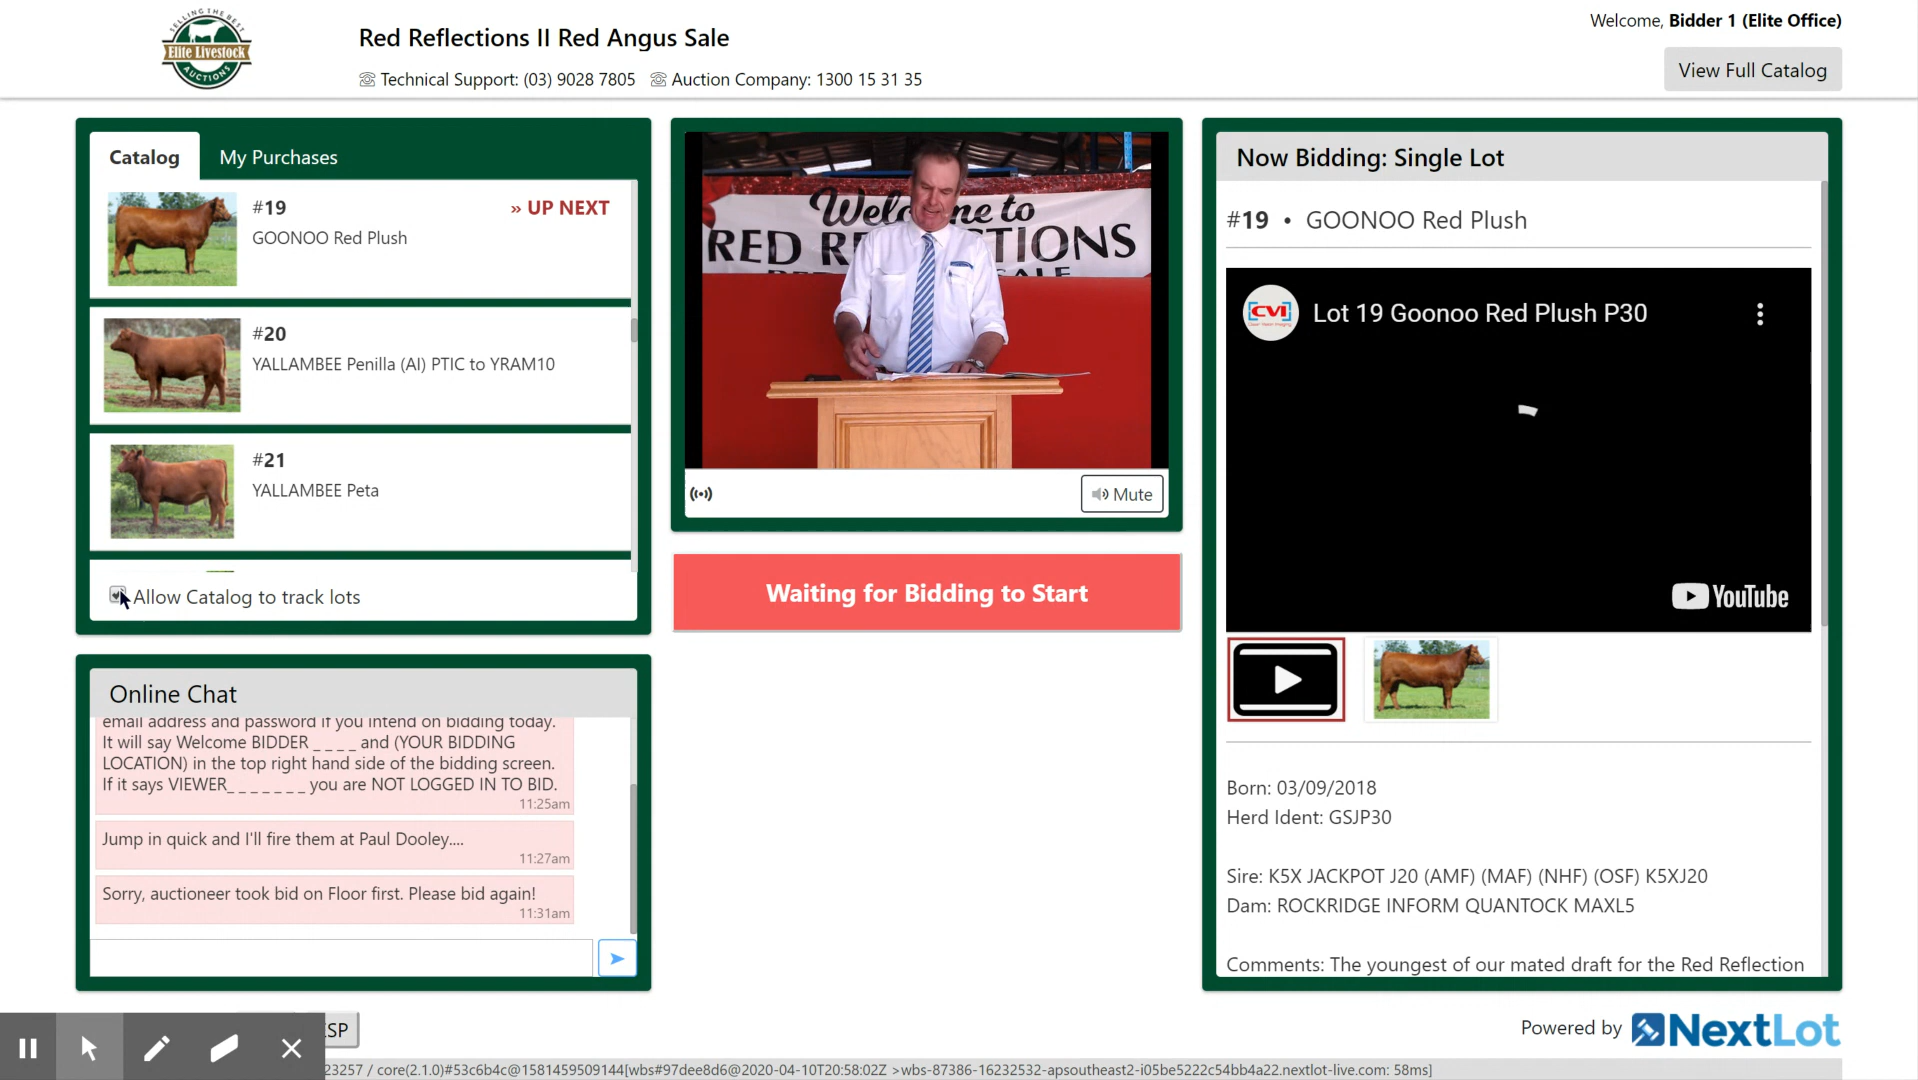 SELLING THE BEST
Elite Livestock
AUCTIONS
Red Reflections II Red Angus Sale
Technical Support: (03) 9028 7805 Auction Company: 1300 15 31 35
Welcome, Bidder 1 (Elite Office)
View Full Catalog
Catalog My Purchases
#19 » UP NEXT
GOONOO Red Plush
#20
YALLAMBEE Penilla (AI) PTIC to YRAM10
#21
YALLAMBEE Peta
Allow Catalog to track lots
Online Chat
email address and password if you intend on bidding today.
It will say Welcome BIDDER _ _ _ _ and (YOUR BIDDING
LOCATION) in the top right hand side of the bidding screen.
If it says VIEWER_ _ _ _ _ _ _ you are NOT LOGGED IN TO BID.
11:25am
Jump in quick and I'll fire them at Paul Dooley....
11:27am
Sorry, auctioneer took bid on Floor first. Please bid again!
11:31am
Welcome to
RED TIONS
SALE
Mute
Waiting for Bidding to Start
Now Bidding: Single Lot
#19 • GOONOO Red Plush
CVI
Lot 19 Goonoo Red Plush P30
YouTube
Born: 03/09/2018
Herd Ident: GSJP30
Sire: K5X JACKPOT J20 (AMF) (MAF) (NHF) (OSF) K5XJ20
Dam: ROCKRIDGE INFORM QUANTOCK MAXL5
Comments: The youngest of our mated draft for the Red Reflection
SP
Powered by NextLot
23257 / core(2.1.0)#53c6b4c@1581459509144[wbs#97dee8d6@2020-04-10T20:58:02Z >wbs-87386-16232532-apsoutheast2-i05be5222c54bb4a22.nextlot-live.com: 58ms]